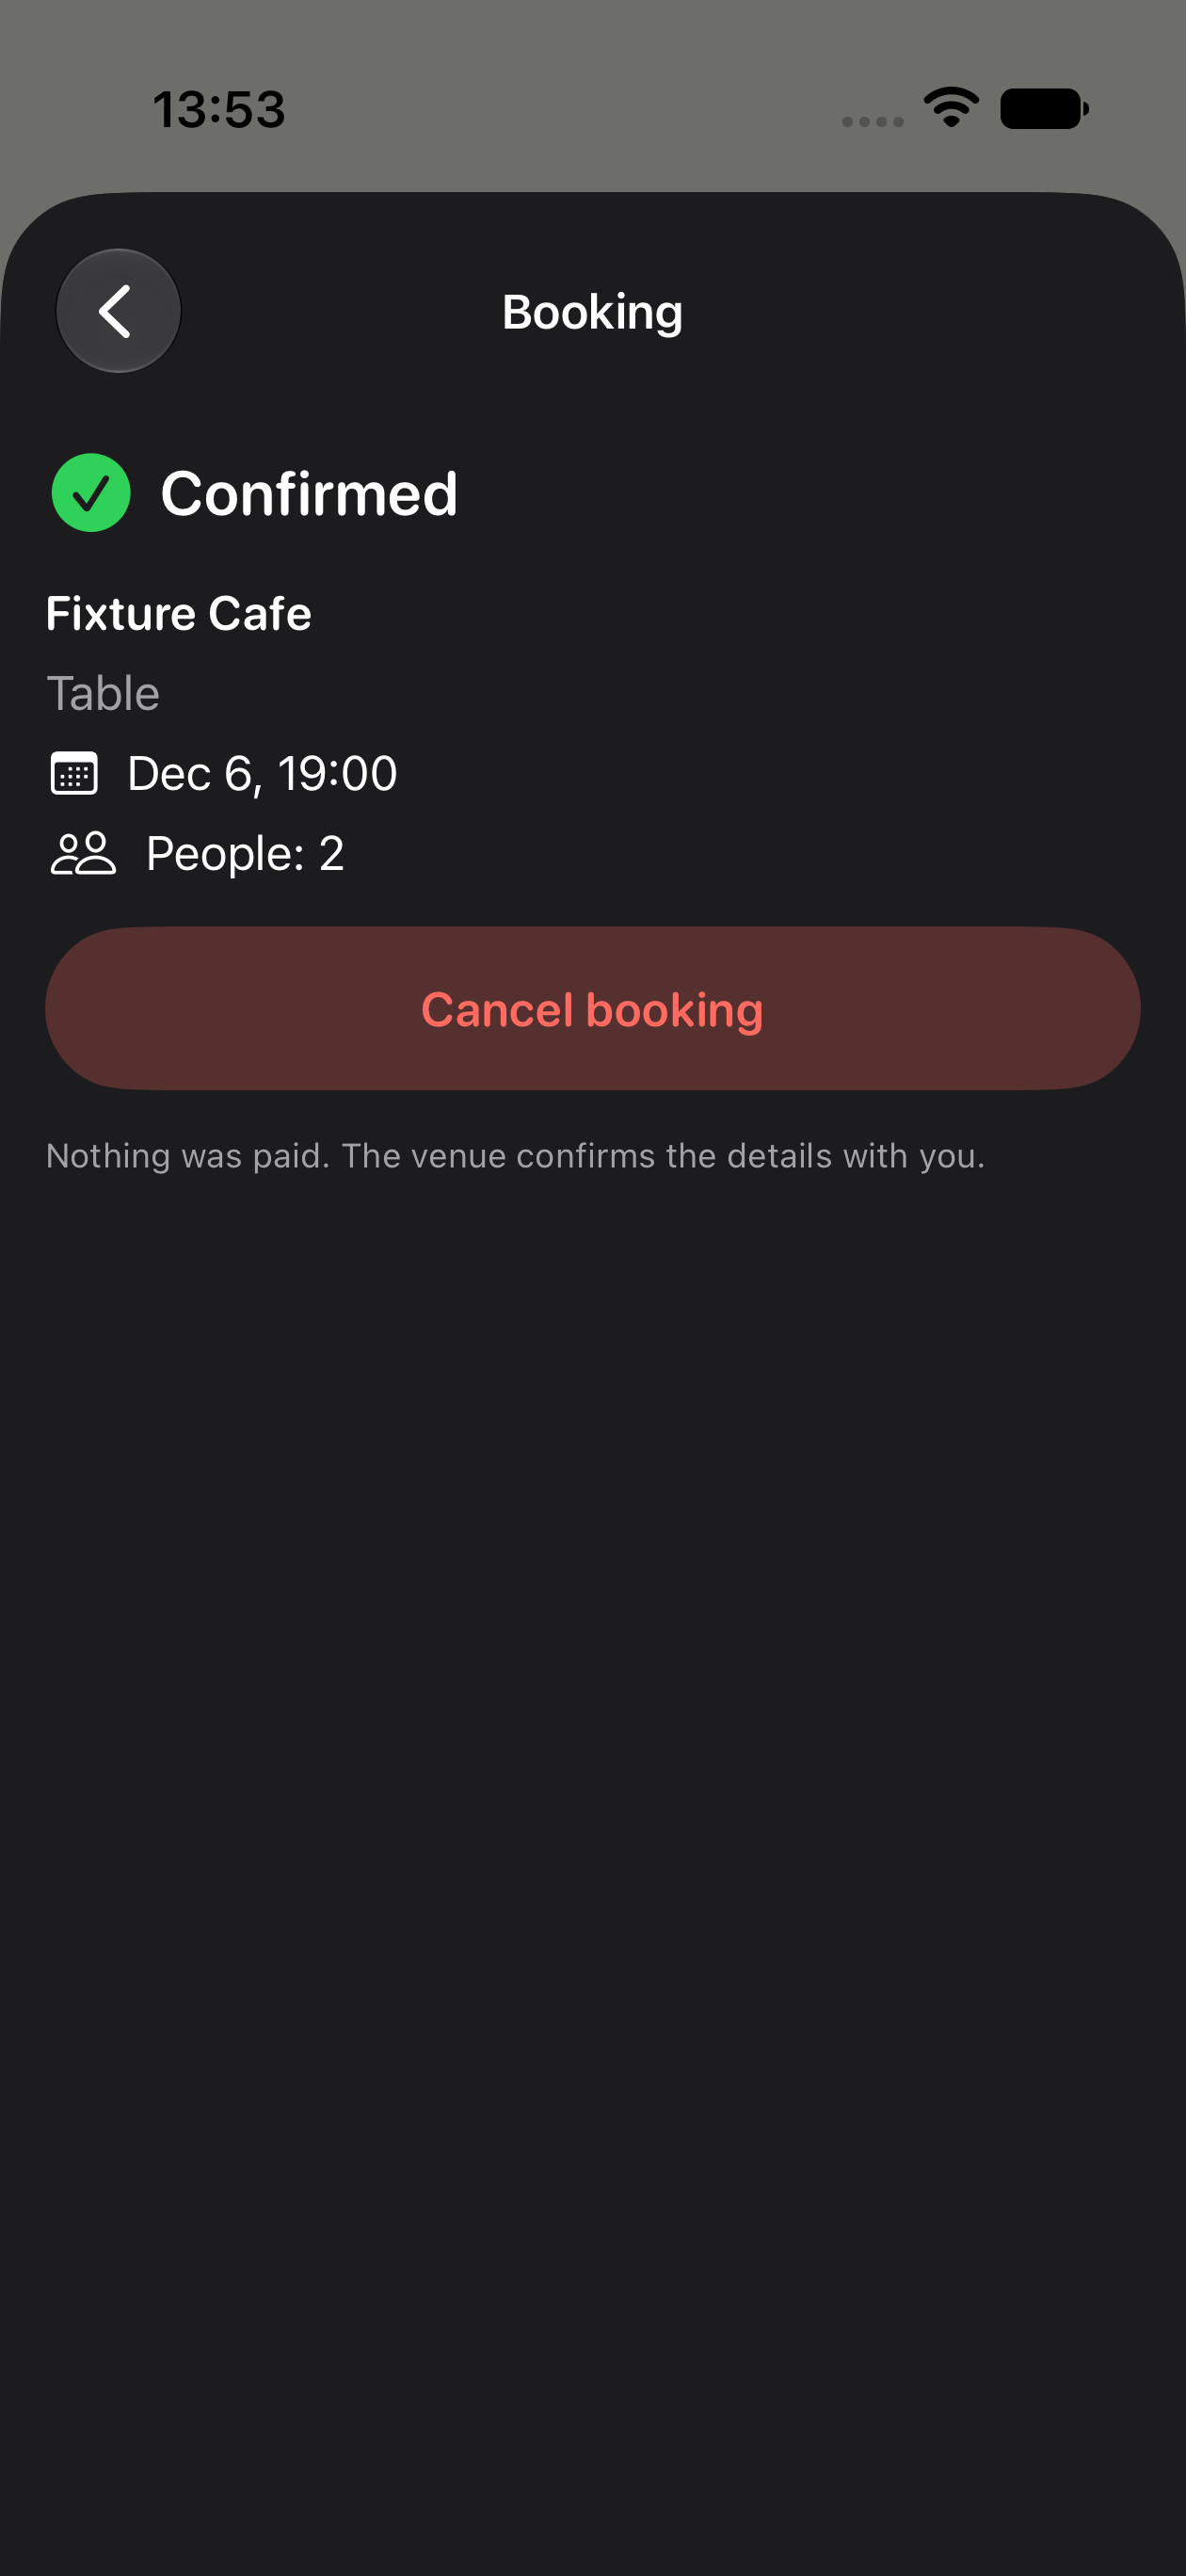 13:53
Booking
Confirmed
Fixture Cafe
Table
Dec 6, 19:00
People: 2
Cancel booking
Nothing was paid. The venue confirms the details with you.